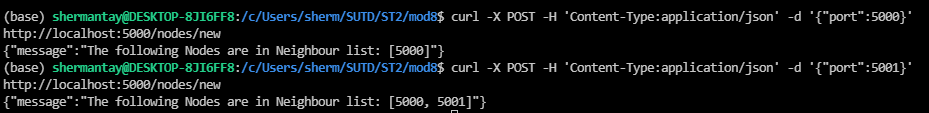 (base) shermantay@DESKTOP-8JI6FF8:/c/Users/sherm/SUTD/ST2/mod8$ curl -X POST -H 'Content-Type:application/json' -d '{"port":5000}'
http://localhost:5000/nodes/new
{"message":"The following Nodes are in Neighbour list: [5000]"}
(base) shermantay@DESKTOP-8JI6FF8:/c/Users/sherm/SUTD/ST2/mod8$ curl -X POST -H 'Content-Type:application/json' -d '{"port":5001}'
http://localhost:5000/nodes/new
{"message":"The following Nodes are in Neighbour list: [5000, 5001]"}